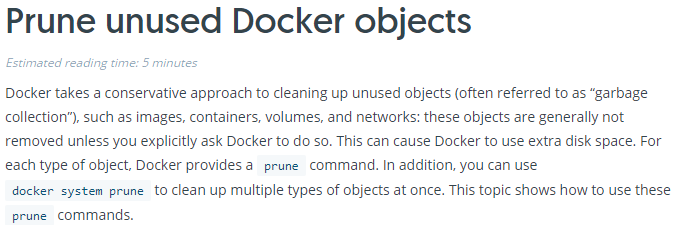 Prune unused Docker objects
Estimated reading time: 5 minutes
Docker takes a conservative approach to cleaning up unused objects (often referred to as “garbage
collection”), such as images, containers, volumes, and networks: these objects are generally not
removed unless you explicitly ask Docker to do so. This can cause Docker to use extra disk space. For
each type of object, Docker provides a prune command. In addition, you can use
docker system prune to clean up multiple types of objects at once. This topic shows how to use these
prune commands.